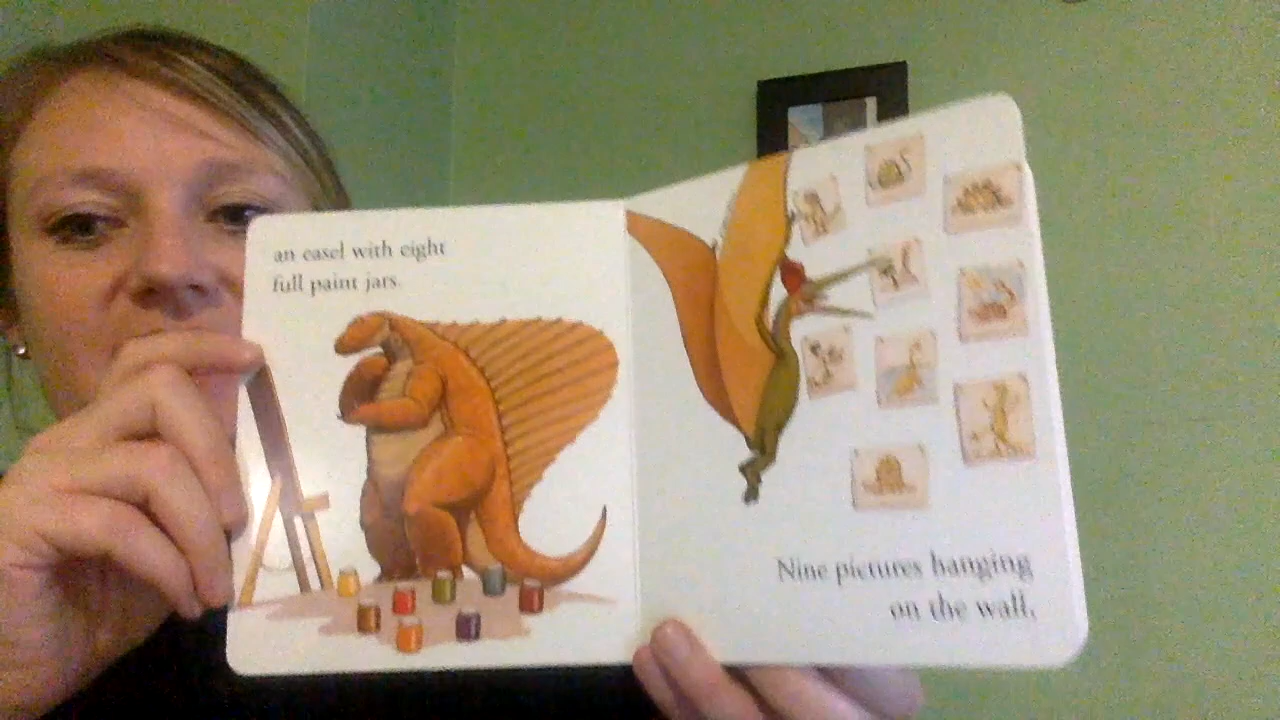 an easel with eight
full paint jars.
Nine pictures hanging
on the wall,